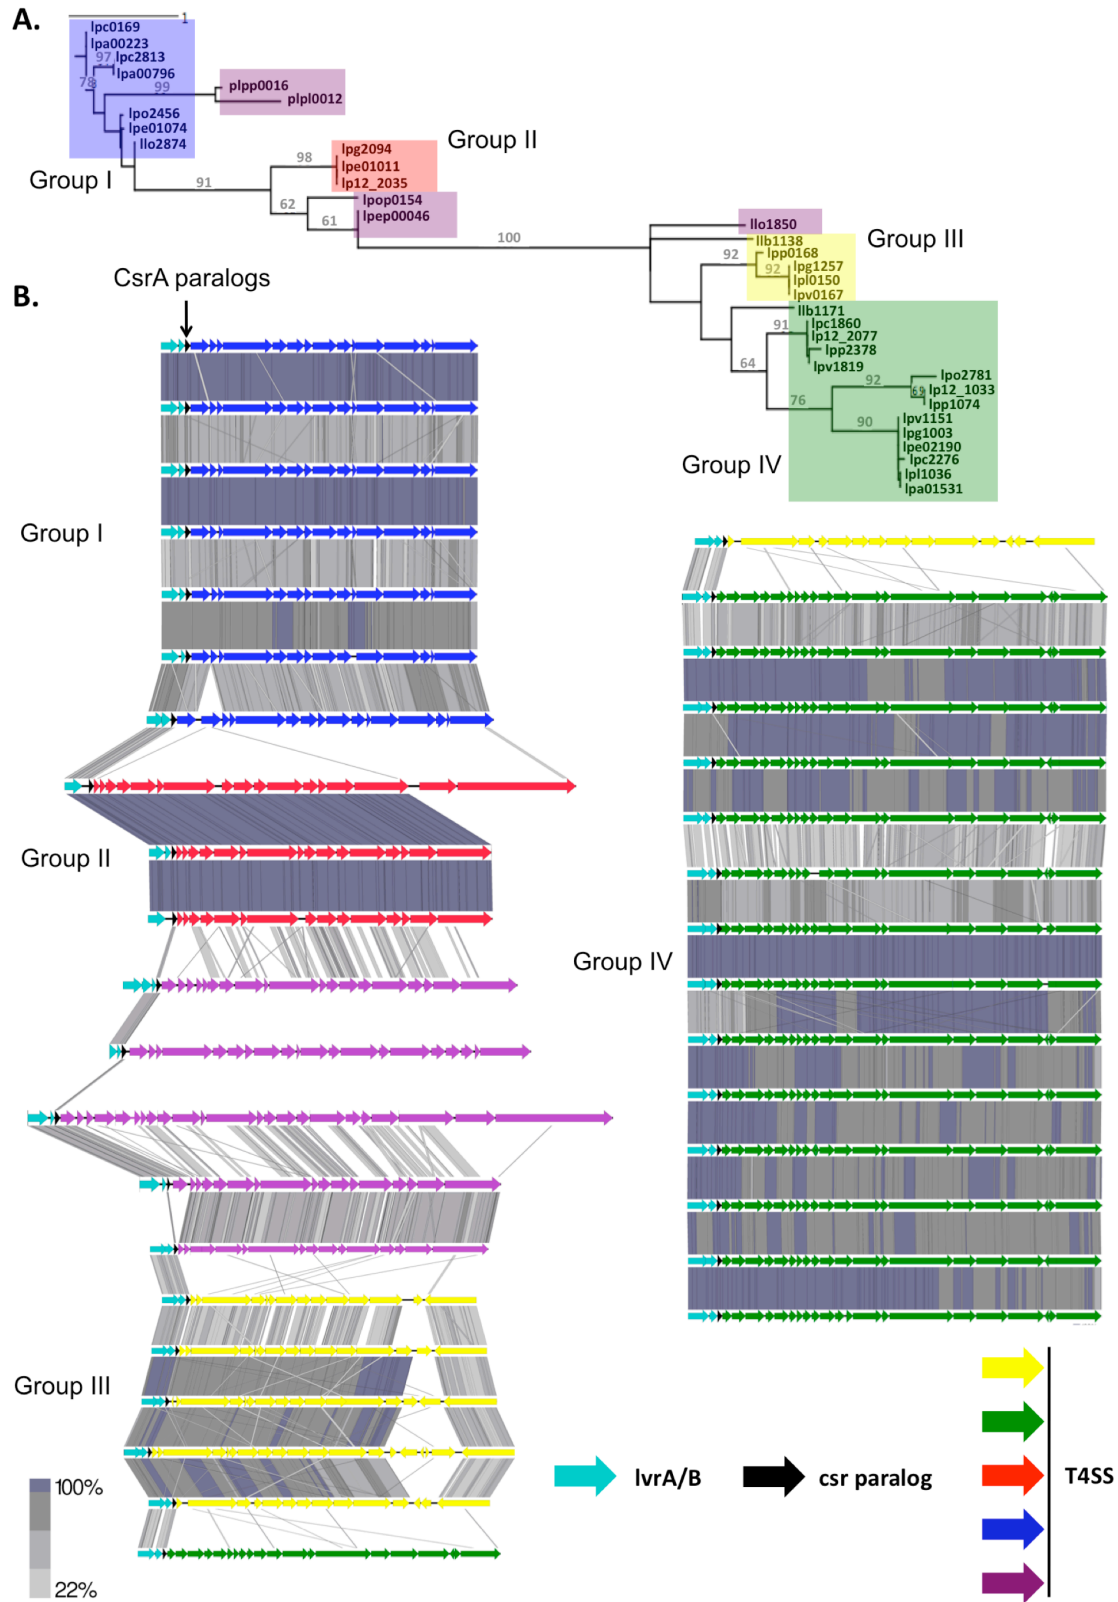 A.
1
lpc0169
lpa00223
97 lpc2813
lpa00796
78
99
plpp0016
plpl0012
lpo2456
lpe01074
llo2874
Group I
91
98
lpg2094
lpe01011
lp12_2035
Group II
62
lpop0154
61
lpep00046
100
llo1850
Group III
llb1138
92
lpp0168
92
lpg1257
lpl0150
lpv0167
llb1171
91
lpc1860
lp12_2077
lpp2378
lpv1819
64
92
lpo2781
69
lp12_1033
lpp1074
76
90
lpv1151
lpg1003
lpe02190
lpc2276
lpl1036
lpa01531
Group IV
CsrA paralogs
B.
Group I
Group II
Group III
Group IV
100%
22%
lvrA/B
csr paralog
T4SS